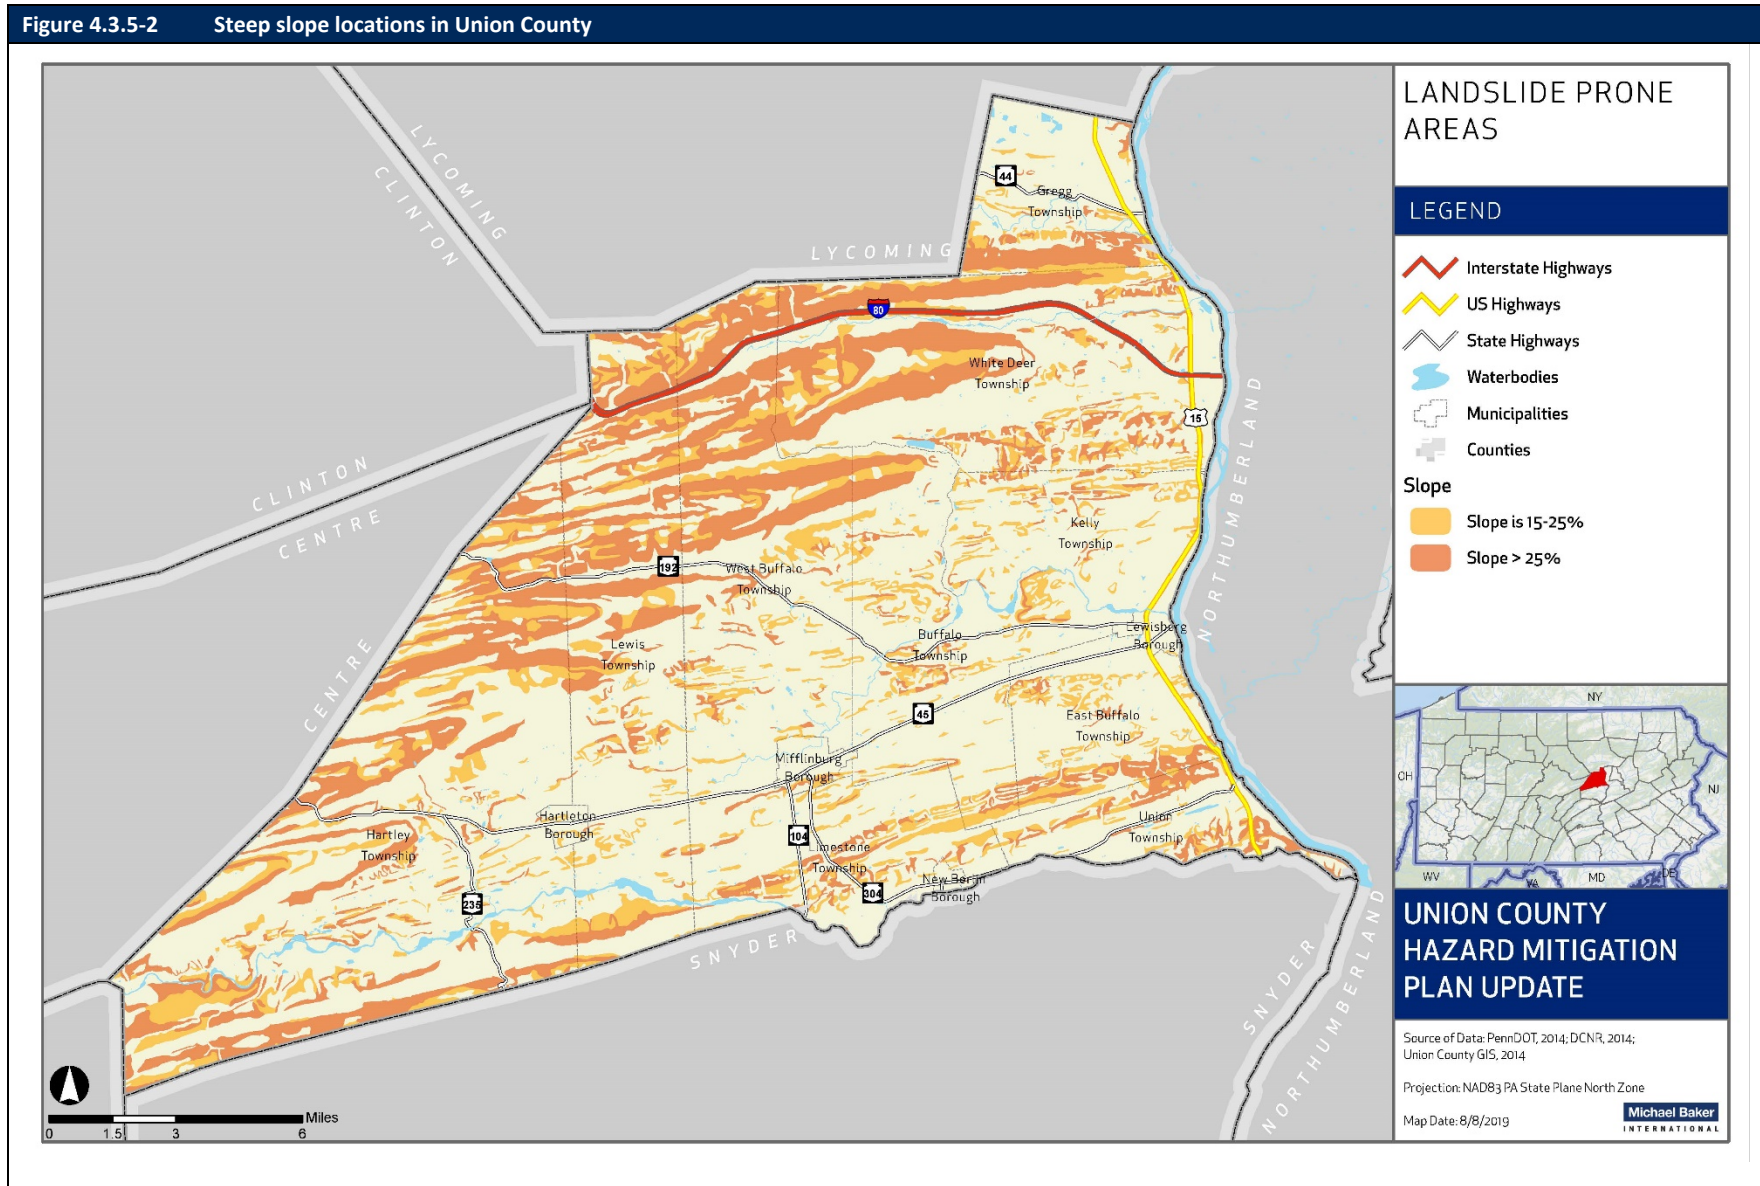 Figure 4.3.5-2 Steep slope locations in Union County
LANDSLIDE PRONE
AREAS
LEGEND
Interstate Highways
US Highways
State Highways
Waterbodies
Municipalities
Counties
Slope
Slope is 15-25%
Slope > 25%
LYCOMING
CLINTON
LYCOMING
CLINTON
CENTRE
CENTRE
NORTHUMBERLAND
SNYDER
SNYDER
NORTHUMBERLAND
44
Gregg
Township
80
White Deer
Township
15
Kelly
Township
192
West Buffalo
Township
Lewis
Township
Buffalo
Township
Lewisburg
Borough
45
East Buffalo
Township
Mifflinburg
Borough
Hartleton
Borough
Hartley
Township
104
Limestone
Township
Union
Township
304
New Berlin
Borough
235
Miles
0 1.5 3 6
NY
OH
NJ
WV
VA
MD
DE
UNION COUNTY
HAZARD MITIGATION
PLAN UPDATE
Source of Data: PennDOT, 2014; DCNR, 2014;
Union County GIS, 2014
Projection: NAD83 PA State Plane North Zone
Map Date: 8/8/2019
Michael Baker
INTERNATIONAL